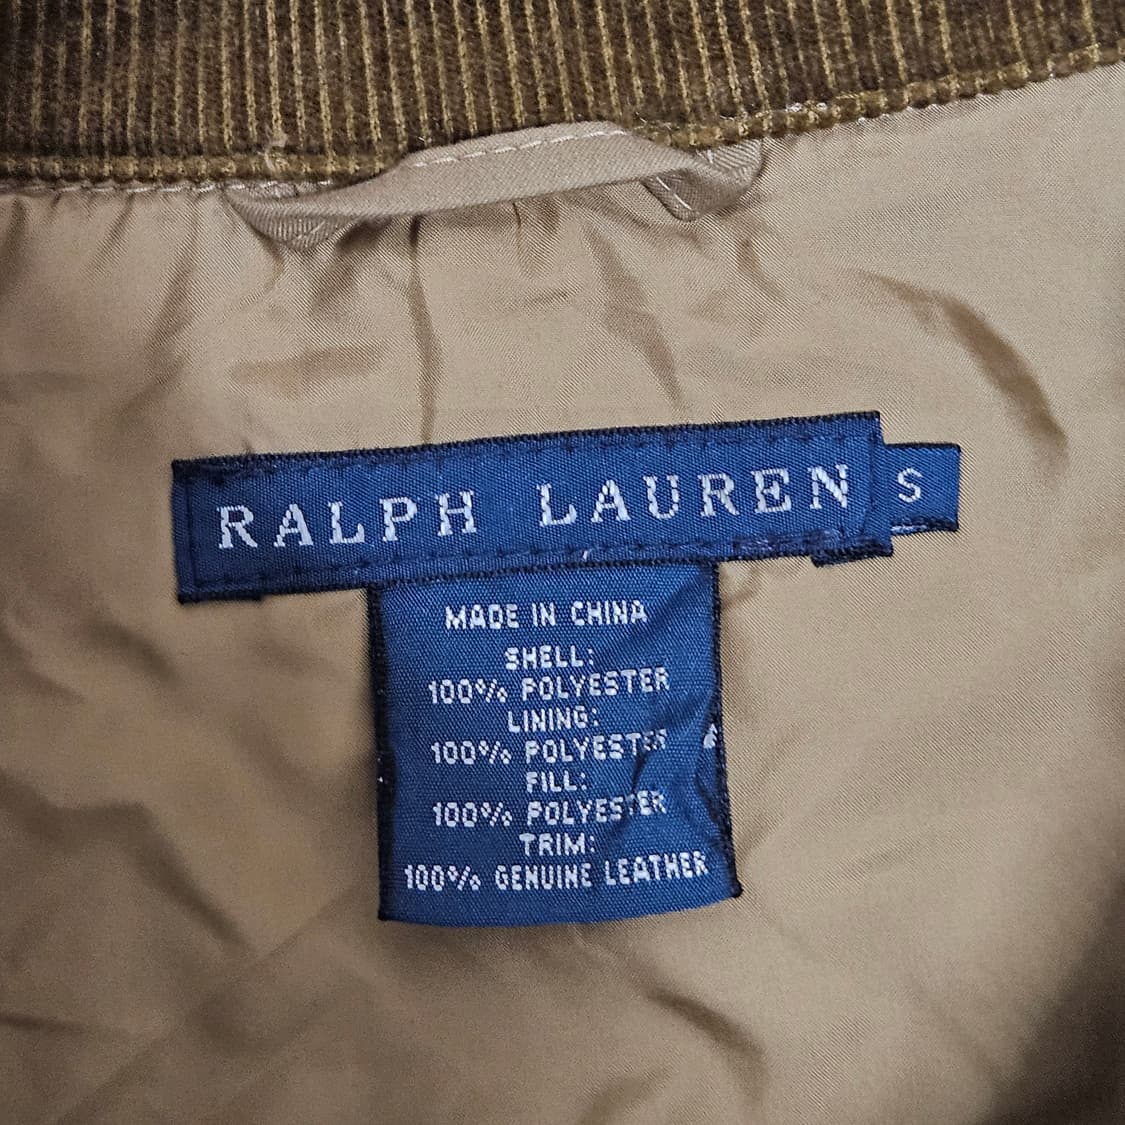 RALPH LAUREN S
MADE IN CHINA
SHELL:
100% POLYESTER
LINING:
100% POLYESTER
FILL:
100% POLYESTER
TRIM:
100% GENUINE LEATHER